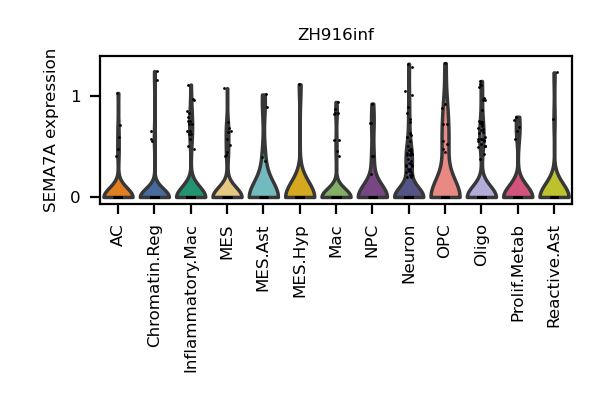 ZH916inf
SEMA7A expression
1
0
AC
Chromatin.Reg
Inflammatory.Mac
MES
MES.Ast
MES.Hyp
Mac
NPC
Neuron
OPC
Oligo
Prolif.Metab
Reactive.Ast